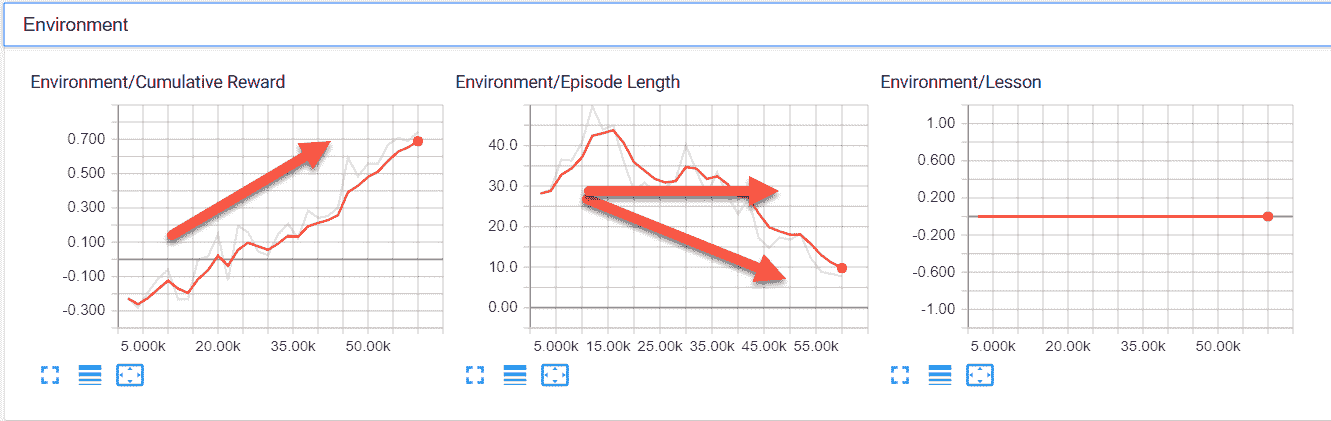 Environment
Environment/Cumulative Reward
0.700
0.500
0.300
0.100
-0.100
-0.300
5.000k 20.00k 35.00k 50.00k
Environment/Episode Length
40.0
30.0
20.0
10.0
0.00
5.000k 15.00k 25.00k 35.00k 45.00k 55.00k
Environment/Lesson
1.00
0.600
0.200
-0.200
-0.600
-1.00
5.000k 20.00k 35.00k 50.00k